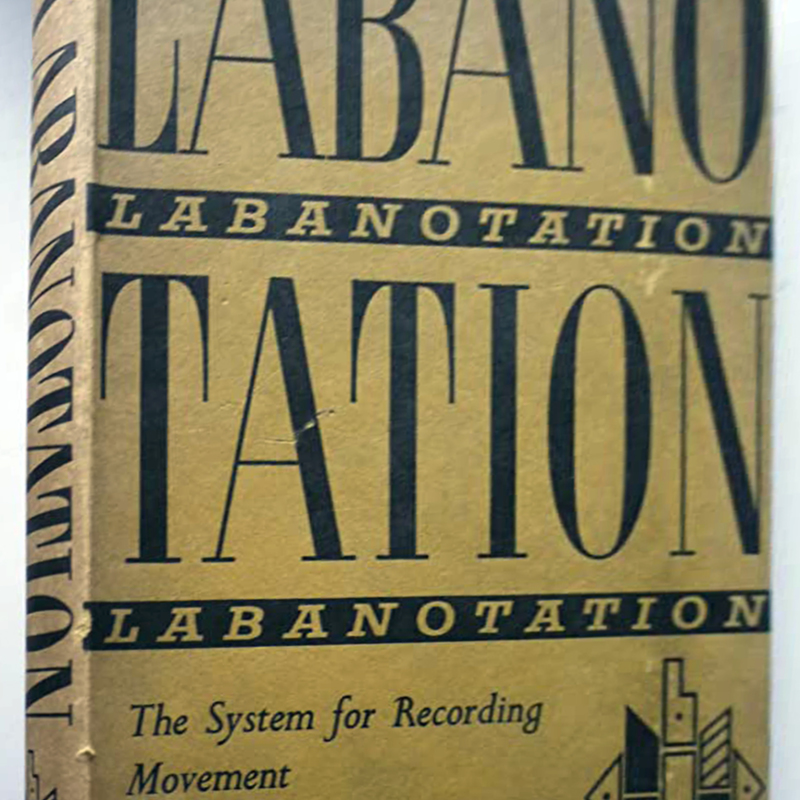 LABANOTATION
LABANO
LABANOTATION
TATION
LABANOTATION
The System for Recording
Movement